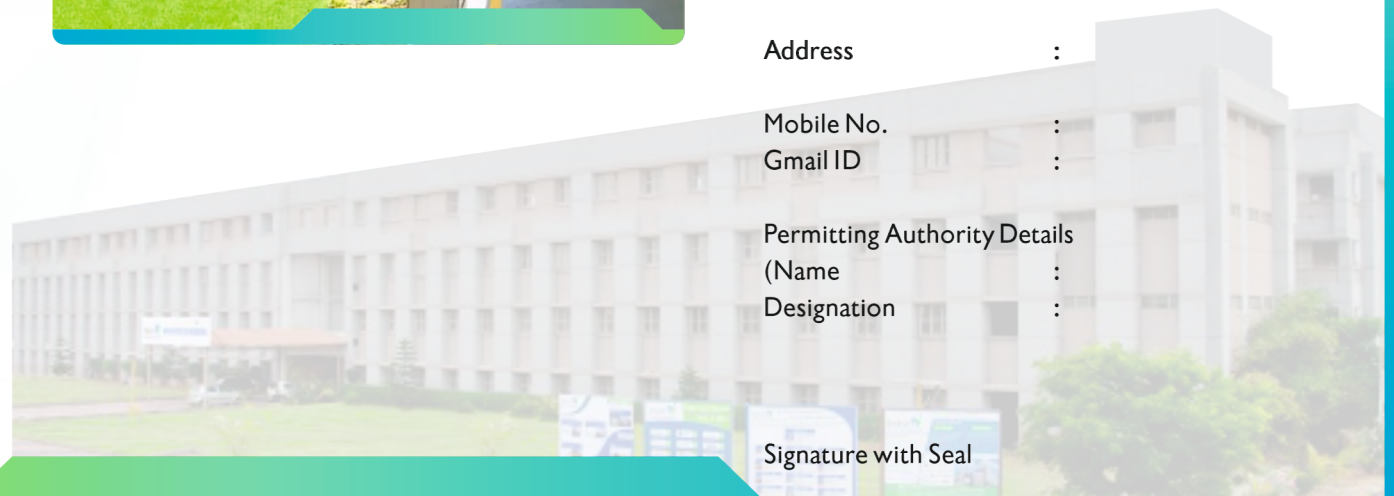 Address :
Mobile No. :
Gmail ID :
Permitting Authority Details
(Name :
Designation :
Signature with Seal